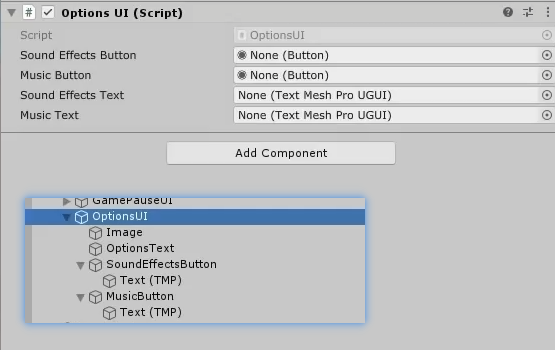 Options UI (Script)
Script OptionsUI
Sound Effects Button None (Button)
Music Button None (Button)
Sound Effects Text None (Text Mesh Pro UGUI)
Music Text None (Text Mesh Pro UGUI)
Add Component
GamePauseUI
OptionsUI
Image
OptionsText
SoundEffectsButton
Text (TMP)
MusicButton
Text (TMP)